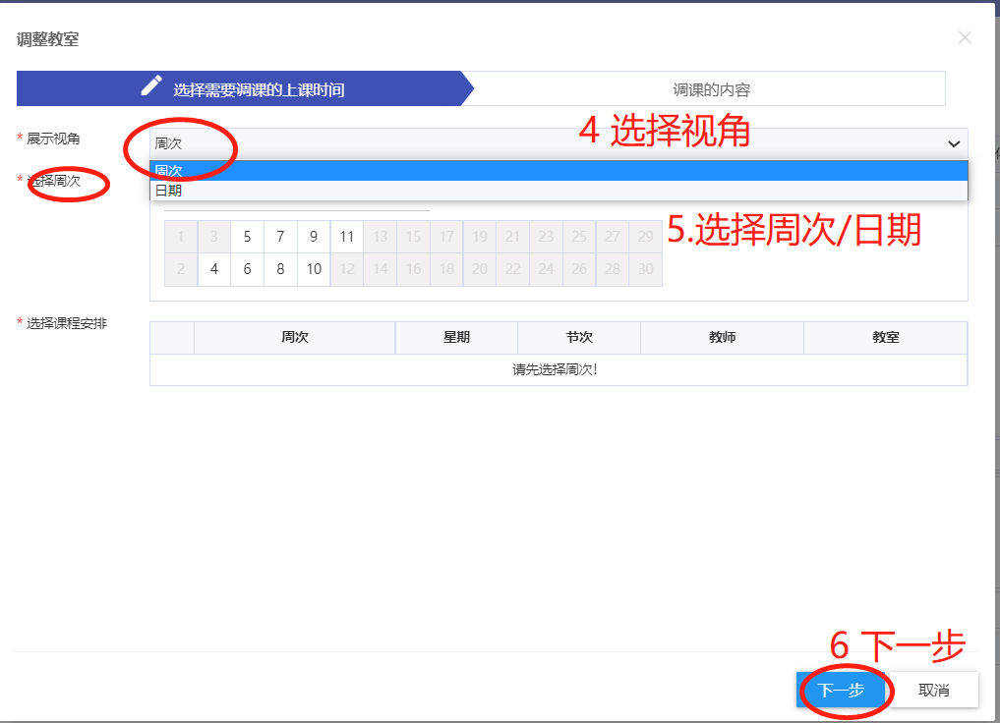 调整教室
选择需要调课的上课时间 调课的内容
* 展示视角 周次
4 选择视角
周次
* 选择周次
日期
5.选择周次/日期
1 3 5 7 9 11 13 15 17 19 21 23 25 27 29
2 4 6 8 10 12 14 16 18 20 22 24 26 28 30
* 选择课程安排 周次 星期 节次 教师 教室
请先选择周次!
6 下一步
下一步 取消